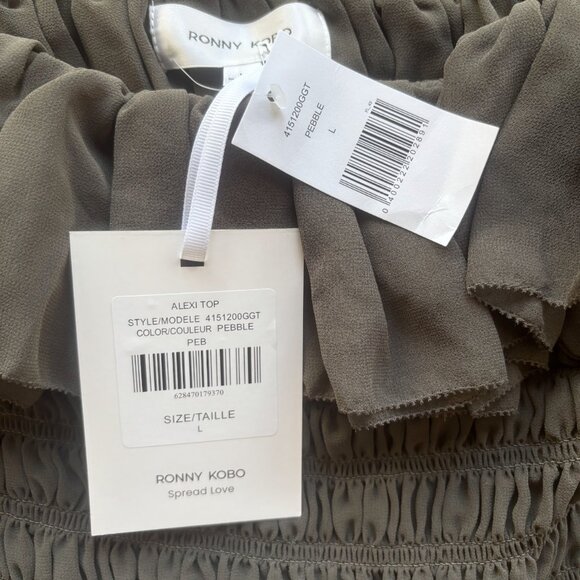 RONNY KOBO
4151200GGT
PEBBLE
L
0400222202891
ALEXI TOP
STYLE/MODELE 4151200GGT
COLOR/COULEUR PEBBLE
PEB
628470179370
SIZE/TAILLE
L
RONNY KOBO
Spread Love